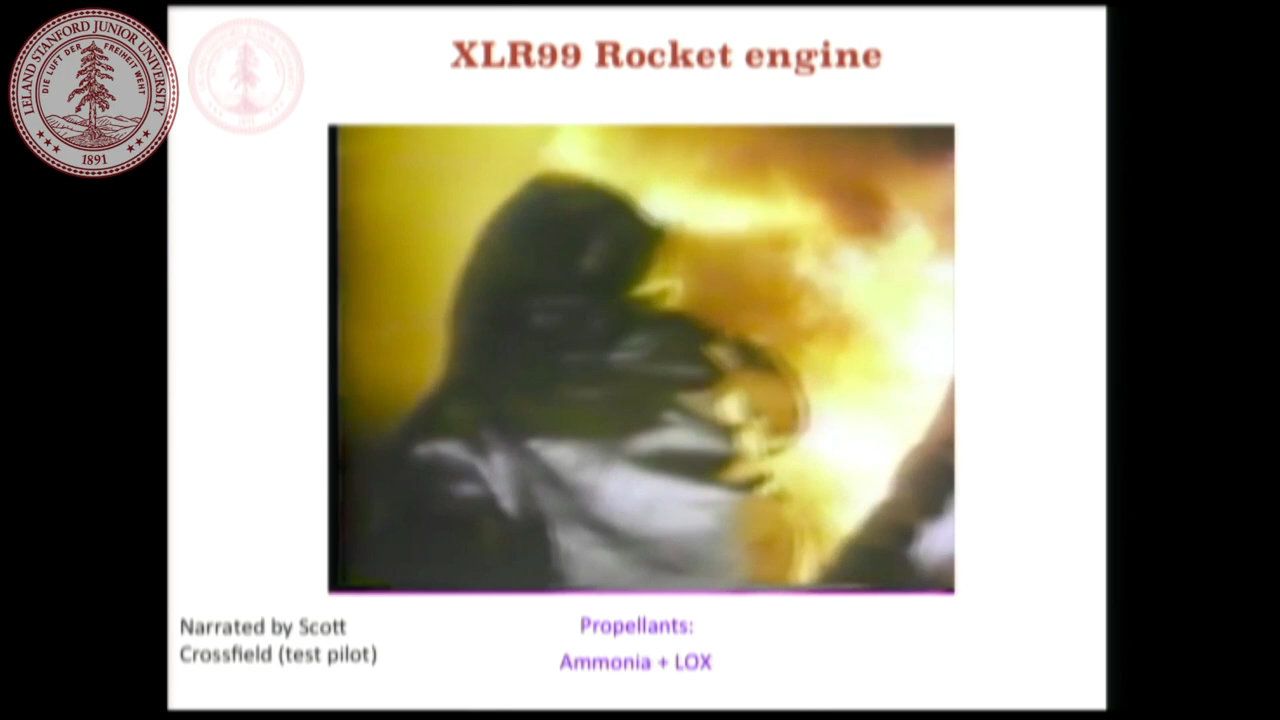 LELAND STANFORD JUNIOR UNIVERSITY
DIE LUFT DER FREIHEIT WEHT
1891
XLR99 Rocket engine
Narrated by Scott
Crossfield (test pilot)
Propellants:
Ammonia + LOX